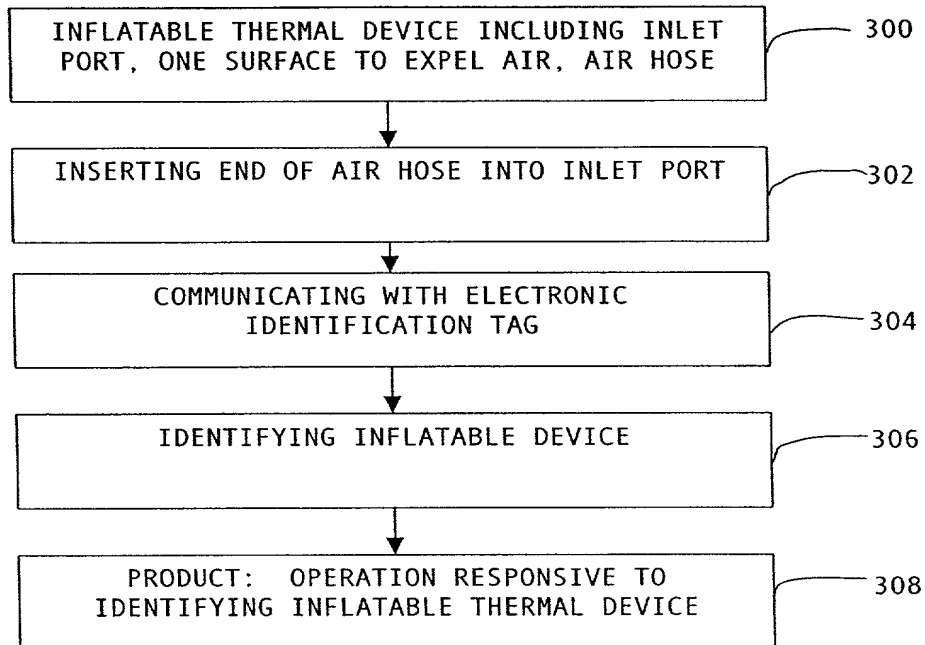 INFLATABLE THERMAL DEVICE INCLUDING INLET
PORT, ONE SURFACE TO EXPEL AIR, AIR HOSE
300
INSERTING END OF AIR HOSE INTO INLET PORT
302
COMMUNICATING WITH ELECTRONIC
IDENTIFICATION TAG
304
IDENTIFYING INFLATABLE DEVICE
306
PRODUCT: OPERATION RESPONSIVE TO
IDENTIFYING INFLATABLE THERMAL DEVICE
308